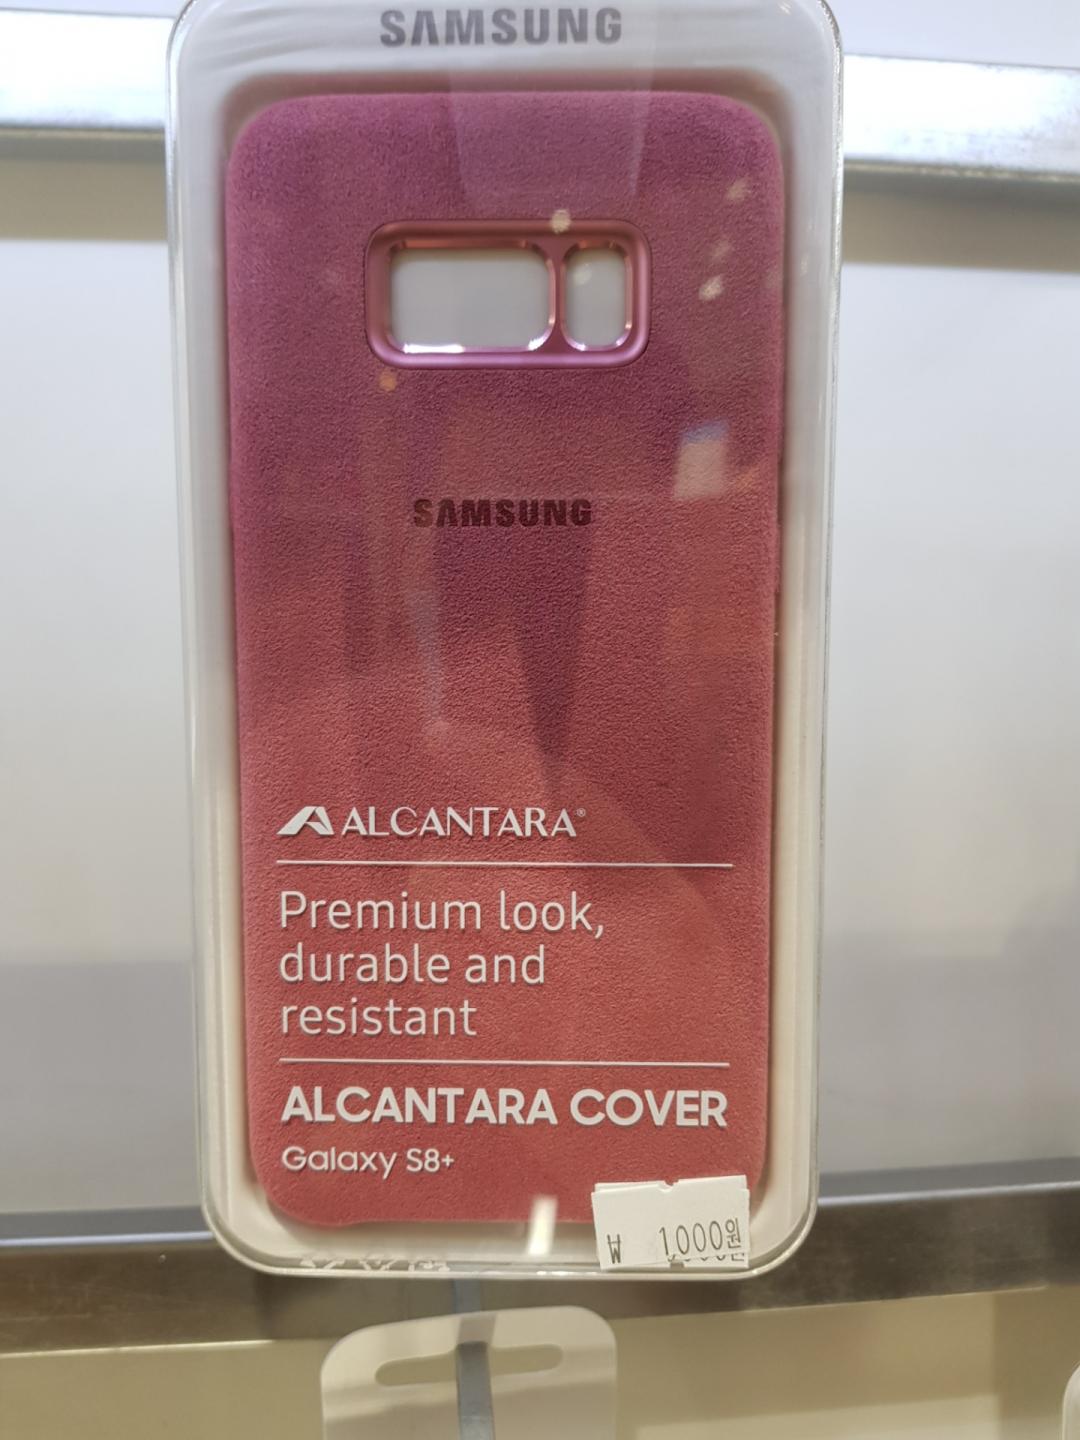 SAMSUNG
SAMSUNG
ALCANTARA®
Premium look,
durable and
resistant
ALCANTARA COVER
Galaxy S8+
₩ 1,000원